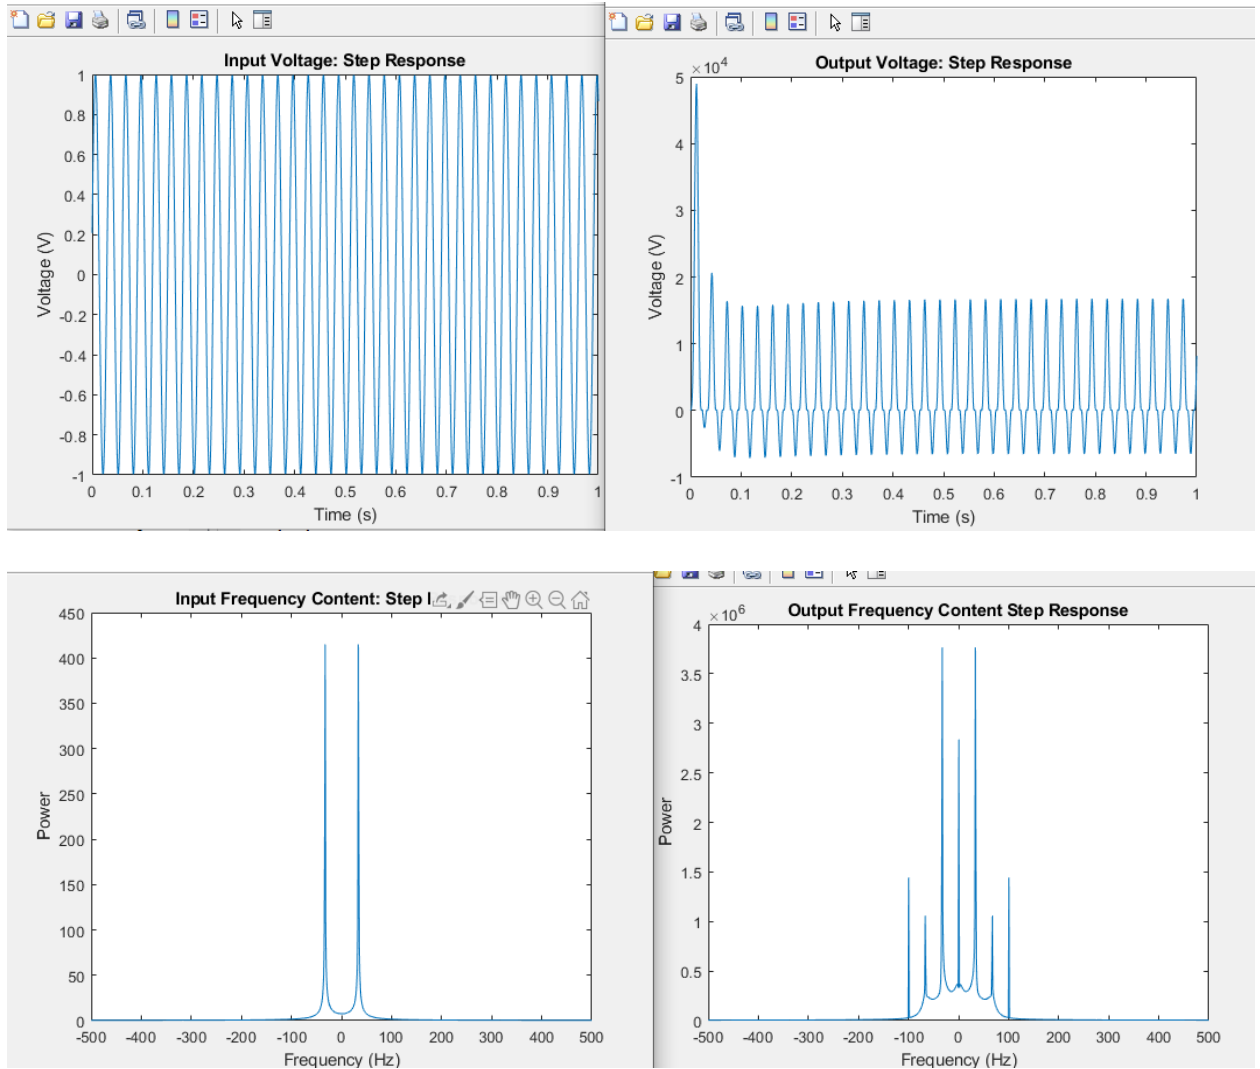 Input Voltage: Step Response
1
0.8
0.6
0.4
0.2
0
-0.2
-0.4
-0.6
-0.8
-1
Voltage (V)
0 0.1 0.2 0.3 0.4 0.5 0.6 0.7 0.8 0.9 1
Time (s)
Output Voltage: Step Response
×10^4
5
4
3
2
1
0
-1
Voltage (V)
0 0.1 0.2 0.3 0.4 0.5 0.6 0.7 0.8 0.9 1
Time (s)
Input Frequency Content: Step
450
400
350
300
250
200
150
100
50
0
Power
-500 -400 -300 -200 -100 0 100 200 300 400 500
Frequency (Hz)
Output Frequency Content Step Response
×10^6
4
3.5
3
2.5
2
1.5
1
0.5
0
Power
-500 -400 -300 -200 -100 0 100 200 300 400 500
Frequency (Hz)